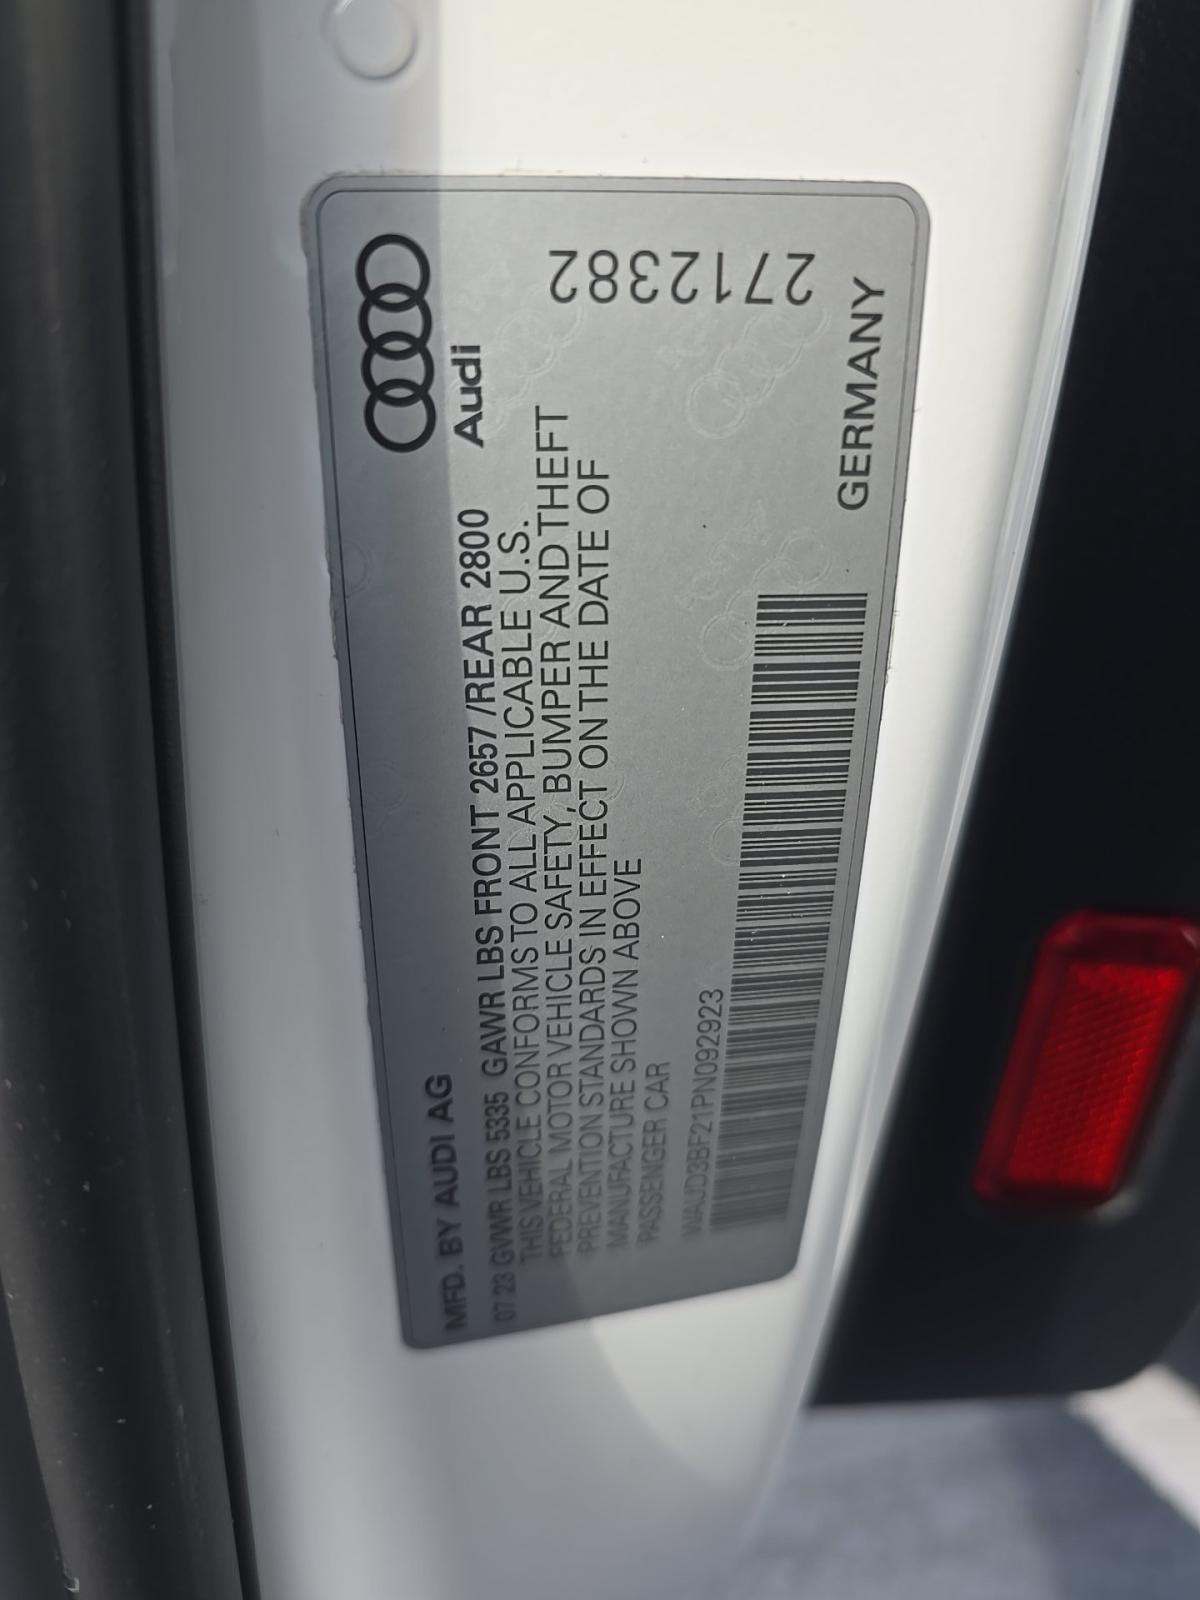 Audi
MFD. BY AUDI AG
07 23 GVWR LBS 5335 GAWR LBS FRONT 2657 /REAR 2800
THIS VEHICLE CONFORMS TO ALL APPLICABLE U.S.
FEDERAL MOTOR VEHICLE SAFETY, BUMPER AND THEFT
PREVENTION STANDARDS IN EFFECT ON THE DATE OF
MANUFACTURE SHOWN ABOVE
PASSENGER CAR
WAJD3BF21PN092923
2712382
GERMANY